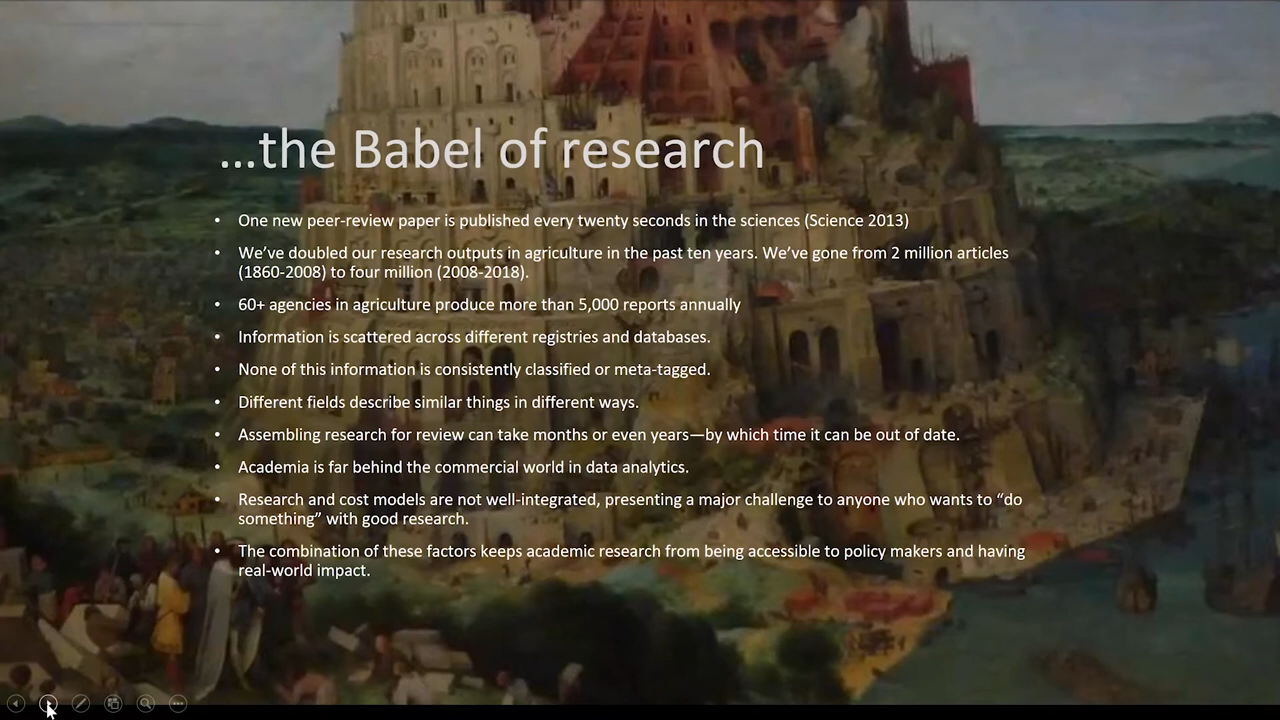 ...the Babel of research
• One new peer-review paper is published every twenty seconds in the sciences (Science 2013)
• We’ve doubled our research outputs in agriculture in the past ten years. We’ve gone from 2 million articles
(1860-2008) to four million (2008-2018).
• 60+ agencies in agriculture produce more than 5,000 reports annually
• Information is scattered across different registries and databases.
• None of this information is consistently classified or meta-tagged.
• Different fields describe similar things in different ways.
• Assembling research for review can take months or even years—by which time it can be out of date.
• Academia is far behind the commercial world in data analytics.
• Research and cost models are not well-integrated, presenting a major challenge to anyone who wants to “do
something” with good research.
• The combination of these factors keeps academic research from being accessible to policy makers and having
real-world impact.